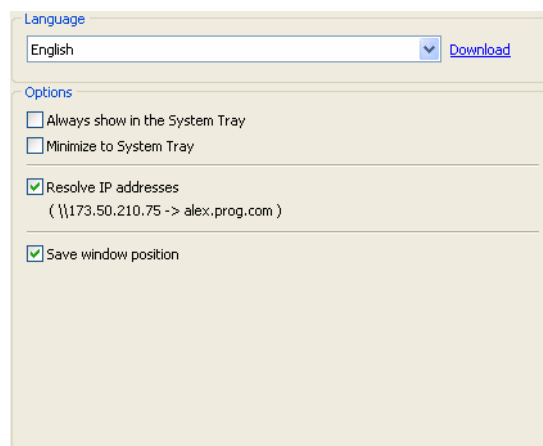 Language
English
Download
Options
Always show in the System Tray
Minimize to System Tray
Resolve IP addresses
( \\173.50.210.75 -> alex.prog.com )
Save window position